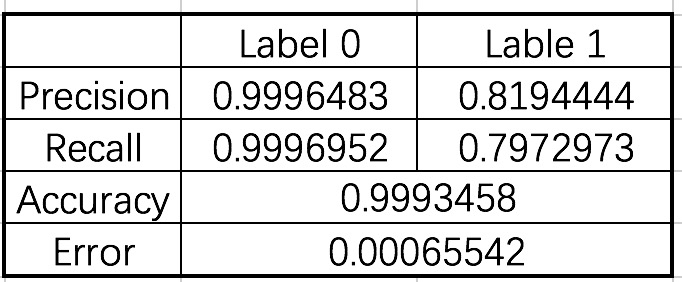 Label 0 Lable 1
Precision 0.9996483 0.8194444
Recall 0.9996952 0.7972973
Accuracy 0.9993458
Error 0.00065542